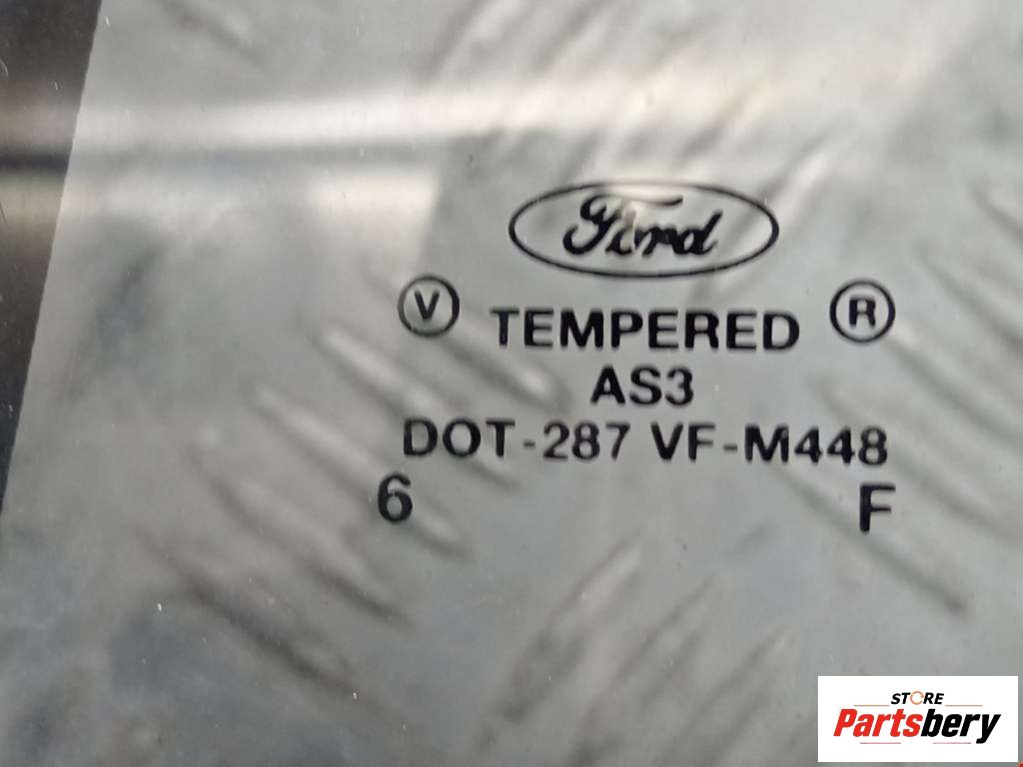 Ford
V TEMPERED R
AS3
DOT-287 VF-M448
6 F
STORE
Partsbery